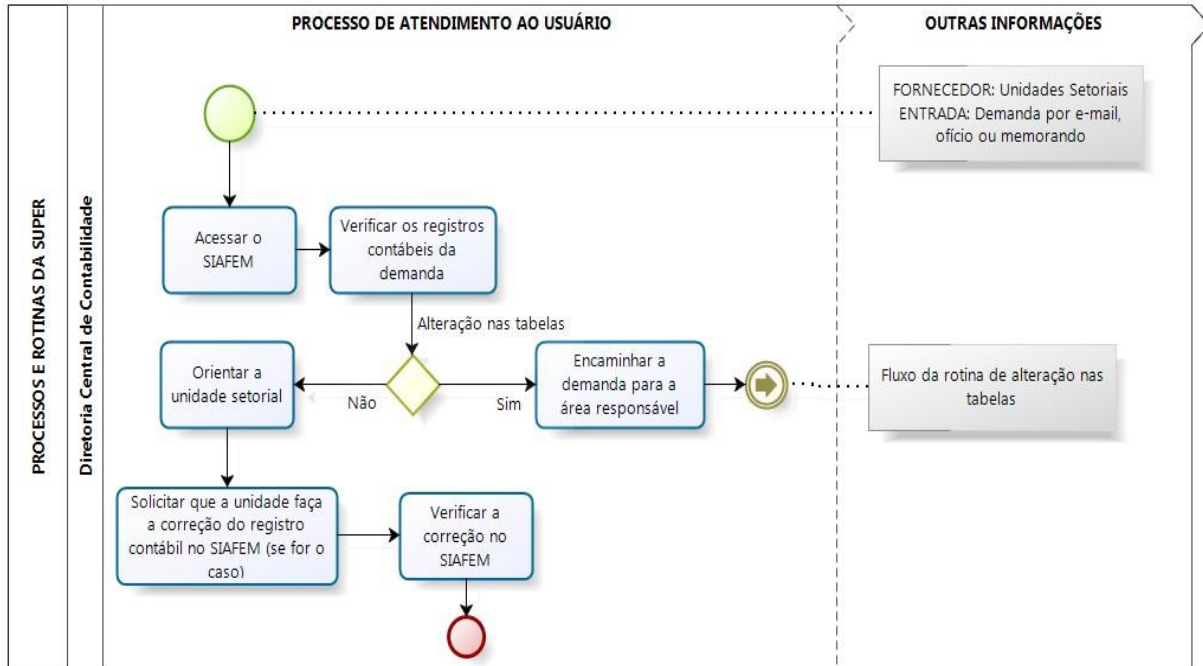 PROCESSO DE ATENDIMENTO AO USUÁRIO
OUTRAS INFORMAÇÕES
PROCESSOS E ROTINAS DA SUPER
Diretoria Central de Contabilidade
FORNECEDOR: Unidades Setoriais
ENTRADA: Demanda por e-mail,
ofício ou memorando
Acessar o
SIAFEM
Verificar os registros
contábeis da
demanda
Alteração nas tabelas
Orientar a
unidade setorial
Não
Sim
Encaminhar a
demanda para a
área responsável
Fluxo da rotina de alteração nas
tabelas
Solicitar que a unidade faça
a correção do registro
contábil no SIAFEM (se for o
caso)
Verificar a
correção no
SIAFEM